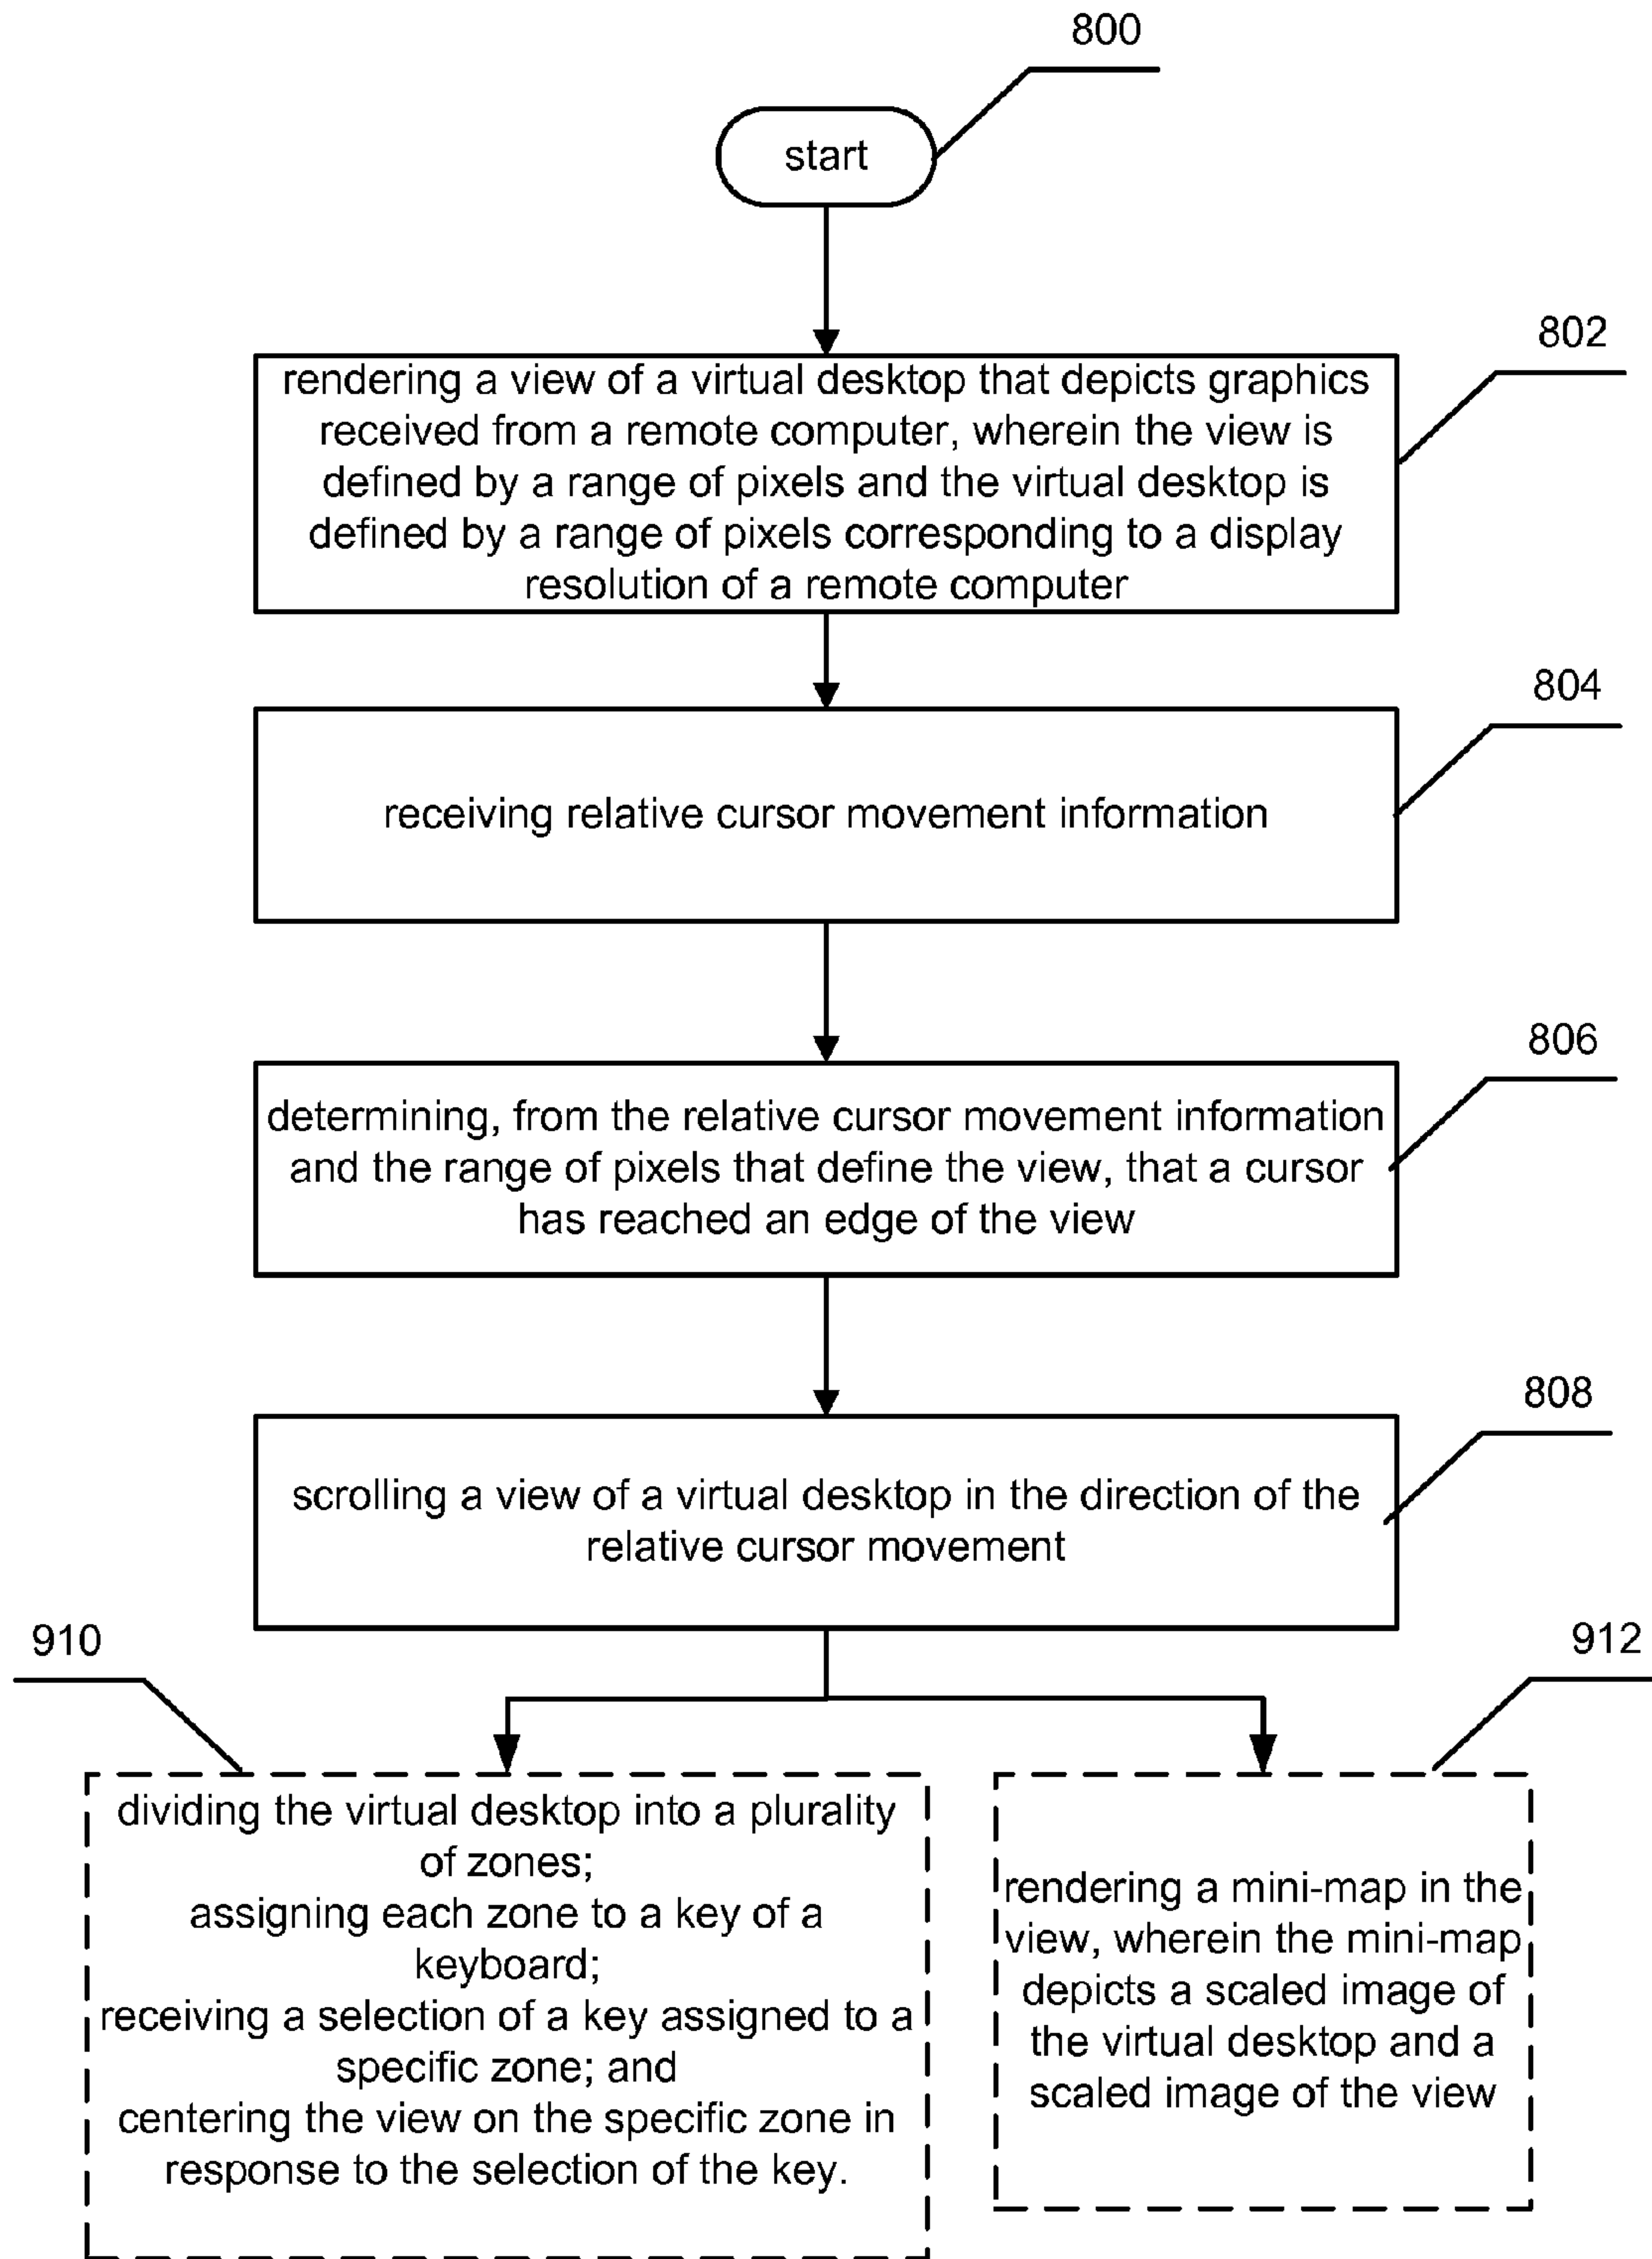 800
start
802
rendering a view of a virtual desktop that depicts graphics
received from a remote computer, wherein the view is
defined by a range of pixels and the virtual desktop is
defined by a range of pixels corresponding to a display
resolution of a remote computer
804
receiving relative cursor movement information
806
determining, from the relative cursor movement information
and the range of pixels that define the view, that a cursor
has reached an edge of the view
808
scrolling a view of a virtual desktop in the direction of the
relative cursor movement
910
dividing the virtual desktop into a plurality
of zones;
assigning each zone to a key of a
keyboard;
receiving a selection of a key assigned to a
specific zone; and
centering the view on the specific zone in
response to the selection of the key.
912
rendering a mini-map in the
view, wherein the mini-map
depicts a scaled image of
the virtual desktop and a
scaled image of the view